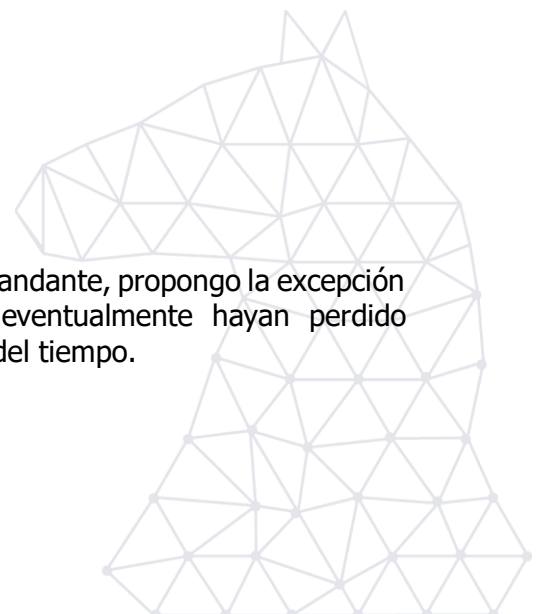 andante, propongo la excepción
eventualmente hayan perdido
del tiempo.